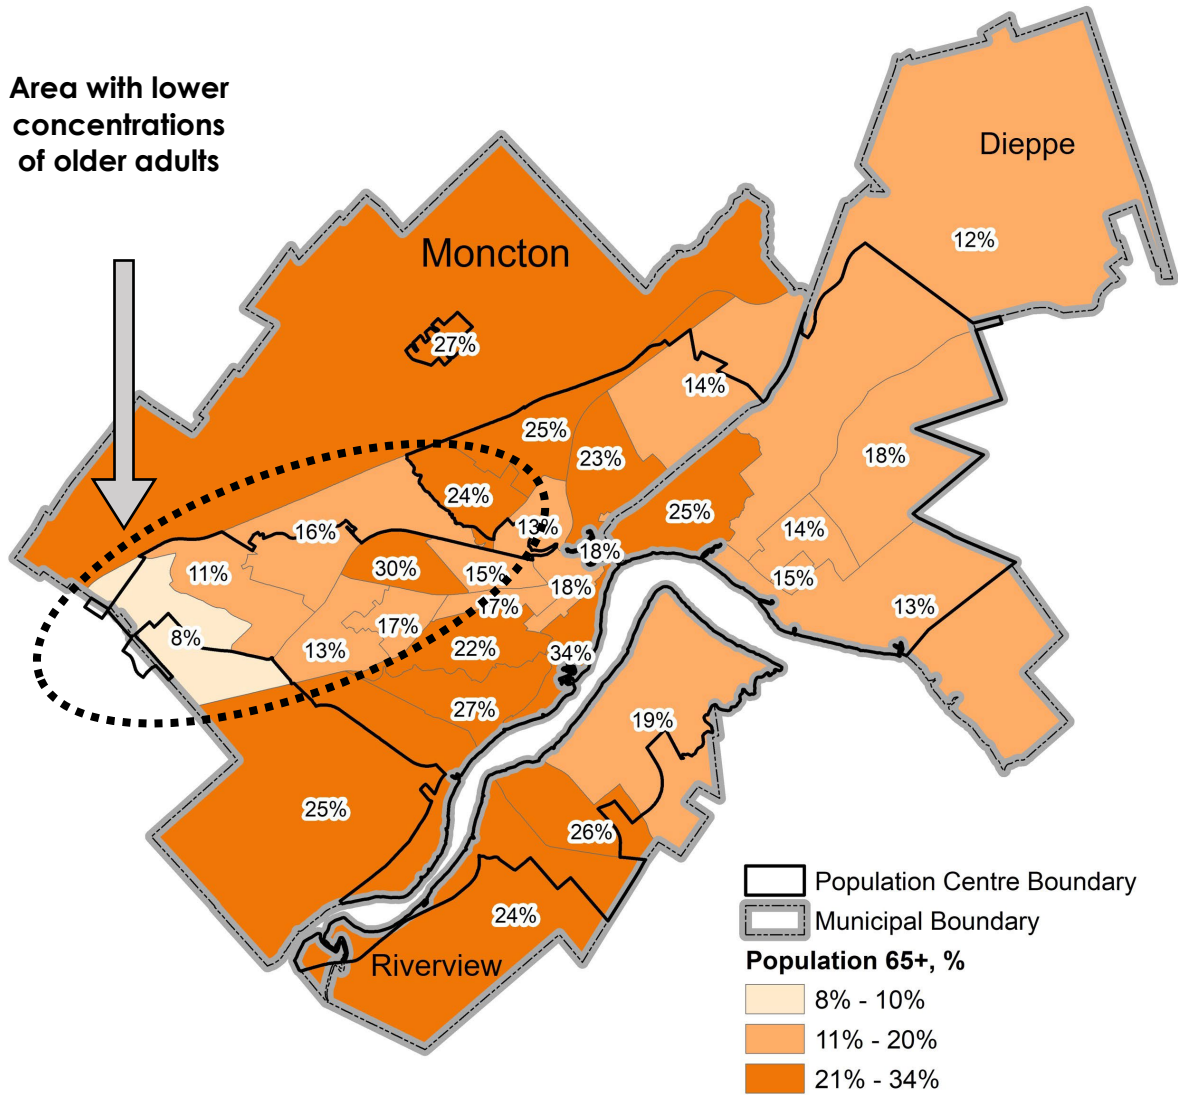 Area with lower
concentrations
of older adults
Dieppe
Moncton
12%
27%
14%
25%
23%
18%
24%
25%
13%
14%
16%
18%
30%
15%
11%
15%
18%
17%
13%
17%
8%
13%
22%
34%
27%
19%
25%
26%
24%
Riverview
Population Centre Boundary
Municipal Boundary
Population 65+, %
8% - 10%
11% - 20%
21% - 34%